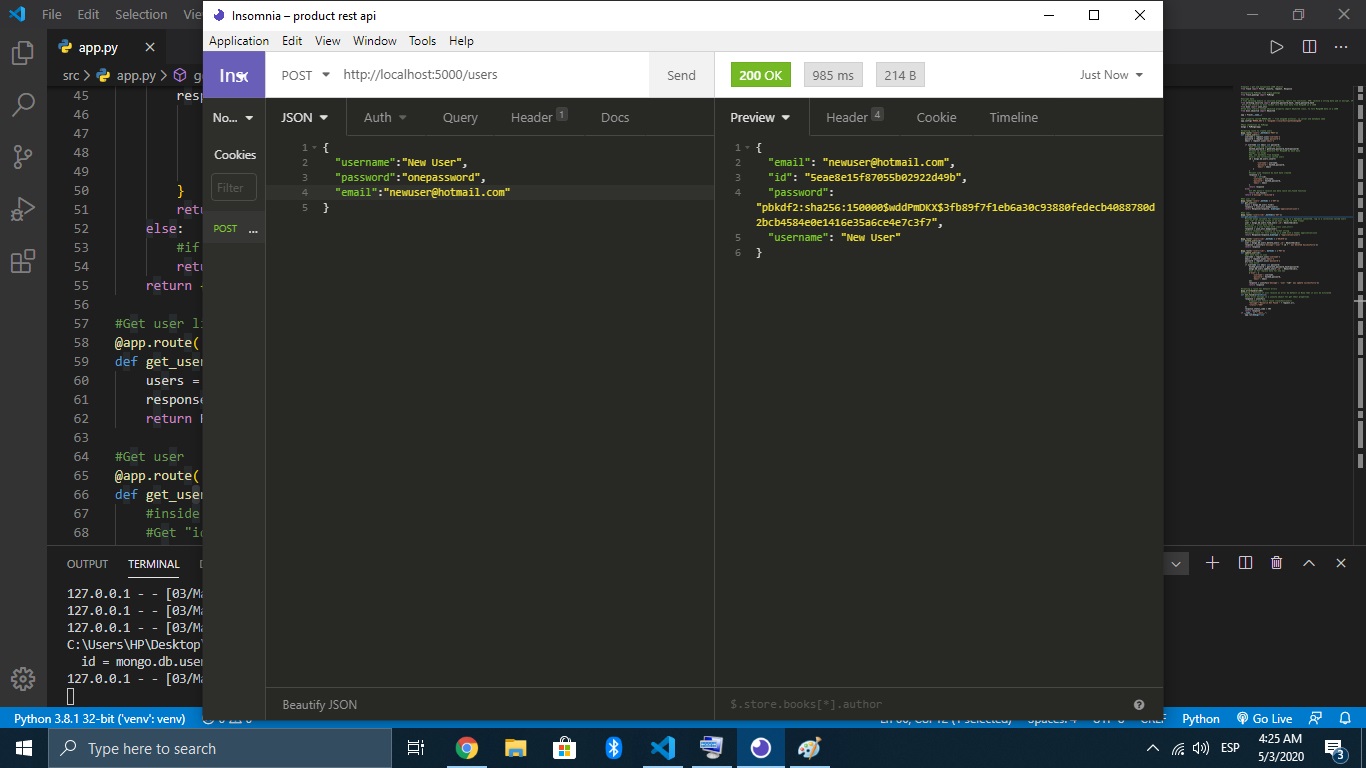 File Edit Selection Vie
Insomnia – product rest api
Application Edit View Window Tools Help
app.py
src > app.py > g
Ins
POST http://localhost:5000/users Send
200 OK 985 ms 214 B Just Now
No...
Cookies
Filter
POST ...
JSON Auth Query Header 1 Docs
1 {
2 "username":"New User",
3 "password":"onepassword",
4 "email":"newuser@hotmail.com"
5 }
Beautify JSON
Preview Header 4 Cookie Timeline
1 {
2 "email": "newuser@hotmail.com",
3 "id": "5eae8e15f87055b02922d49b",
4 "password":
"pbkdf2:sha256:150000$wddPmDKX$3fb89f7f1eb6a30c93880fedecb4088780d
2bcb4584e0e1416e35a6ce4e7c3f7",
5 "username": "New User"
6 }
$.store.books[*].author
45 resp
46
47
48
49
50 }
51 retu
52 else:
53 #if
54 retu
55 return
56
57 #Get user li
58 @app.route(
59 def get_user
60 users =
61 response
62 return
63
64 #Get user
65 @app.route(
66 def get_user
67 #inside
68 #Get "id
OUTPUT TERMINAL
127.0.0.1 - - [03/Ma
127.0.0.1 - - [03/Ma
127.0.0.1 - - [03/Ma
C:\Users\HP\Desktop\
id = mongo.db.user
127.0.0.1 - - [03/Ma
Python 3.8.1 32-bit ('venv': venv) Python Go Live
Type here to search
ESP
4:25 AM
5/3/2020
3